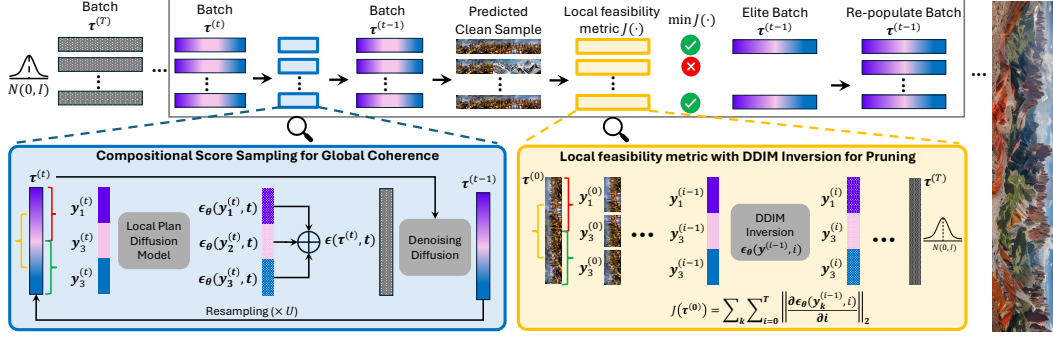 Batch
τ^(T)
N(0, I)
...
Batch
τ^(t)
Batch
τ^(t−1)
Predicted
Clean Sample
Local feasibility
metric J(·)
min J(·)
Elite Batch
τ^(t−1)
Re-populate Batch
τ^(t−1)
...
Compositional Score Sampling for Global Coherence
τ^(t)
y_1^(t)
y_3^(t)
y_3^(t)
Local Plan
Diffusion
Model
ϵ_θ(y_1^(t), t)
ϵ_θ(y_2^(t), t)
ϵ_θ(y_3^(t), t)
ϵ(τ^(t), t)
Denoising
Diffusion
τ^(t−1)
Resampling (× U)
Local feasibility metric with DDIM Inversion for Pruning
τ^(0)
y_1^(0)
y_3^(0)
y_3^(0)
...
y_1^(i−1)
y_3^(i−1)
y_3^(i−1)
DDIM
Inversion
ϵ_θ(y^(i−1), i)
y_1^(i)
y_3^(i)
y_3^(i)
...
τ^(T)
N(0, I)
J(τ^(0)) = ∑_k ∑_{i=0}^T ‖∂ϵ_θ(y_k^(i−1), i) / ∂i‖_2